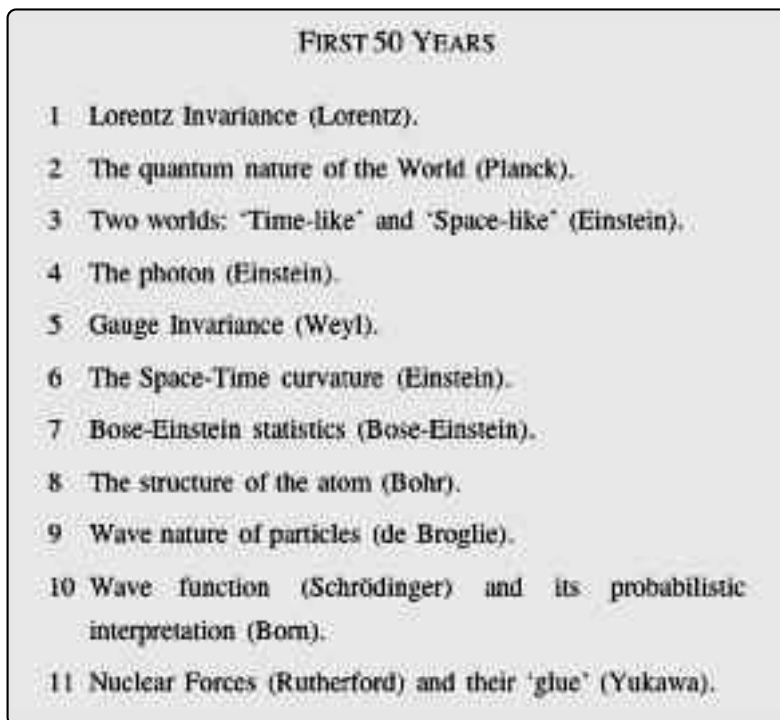 FIRST 50 YEARS
1 Lorentz Invariance (Lorentz).
2 The quantum nature of the World (Planck).
3 Two worlds: 'Time-like' and 'Space-like' (Einstein).
4 The photon (Einstein).
5 Gauge Invariance (Weyl).
6 The Space-Time curvature (Einstein).
7 Bose-Einstein statistics (Bose-Einstein).
8 The structure of the atom (Bohr).
9 Wave nature of particles (de Broglie).
10 Wave function (Schrödinger) and its probabilistic
interpretation (Born).
11 Nuclear Forces (Rutherford) and their 'glue' (Yukawa).